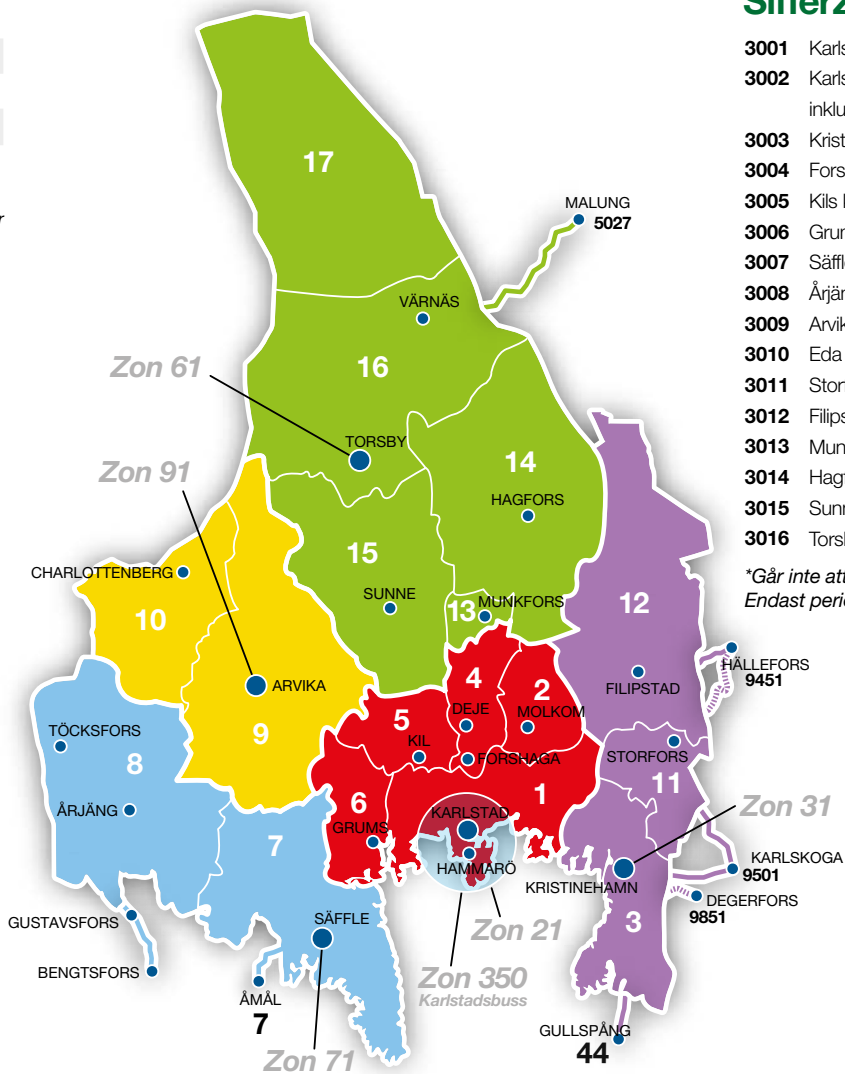 17
MALUNG
5027
VÄRNÄS
16
Zon 61
TORSBY
14
Zon 91
HAGFORS
15
CHARLOTTENBERG
SUNNE
13 MUNKFORS
10
12
HÄLLEFORS
9451
4
2
FILIPSTAD
ARVIKA
5
DEJE
MOLKOM
TÖCKSFORS
9
KIL
FORSHAGA
STORFORS
8
11
ÅRJÄNG
6
1
Zon 31
KARLSTAD
GRUMS
7
HAMMARÖ
KARLSKOGA
9501
KRISTINEHAMN
DEGERFORS
9851
GUSTAVSFORS
SÄFFLE
Zon 21
3
BENGTSFORS
Zon 350
Karlstadsbuss
ÅMÅL
7
GULLSPÅNG
44
Zon 71
3001
3002
3003
3004
3005 Kils
3006
3007
3008
3009
3010 Eda
3011
3012
3013
3014
3015
3016
*Går inte
Endast